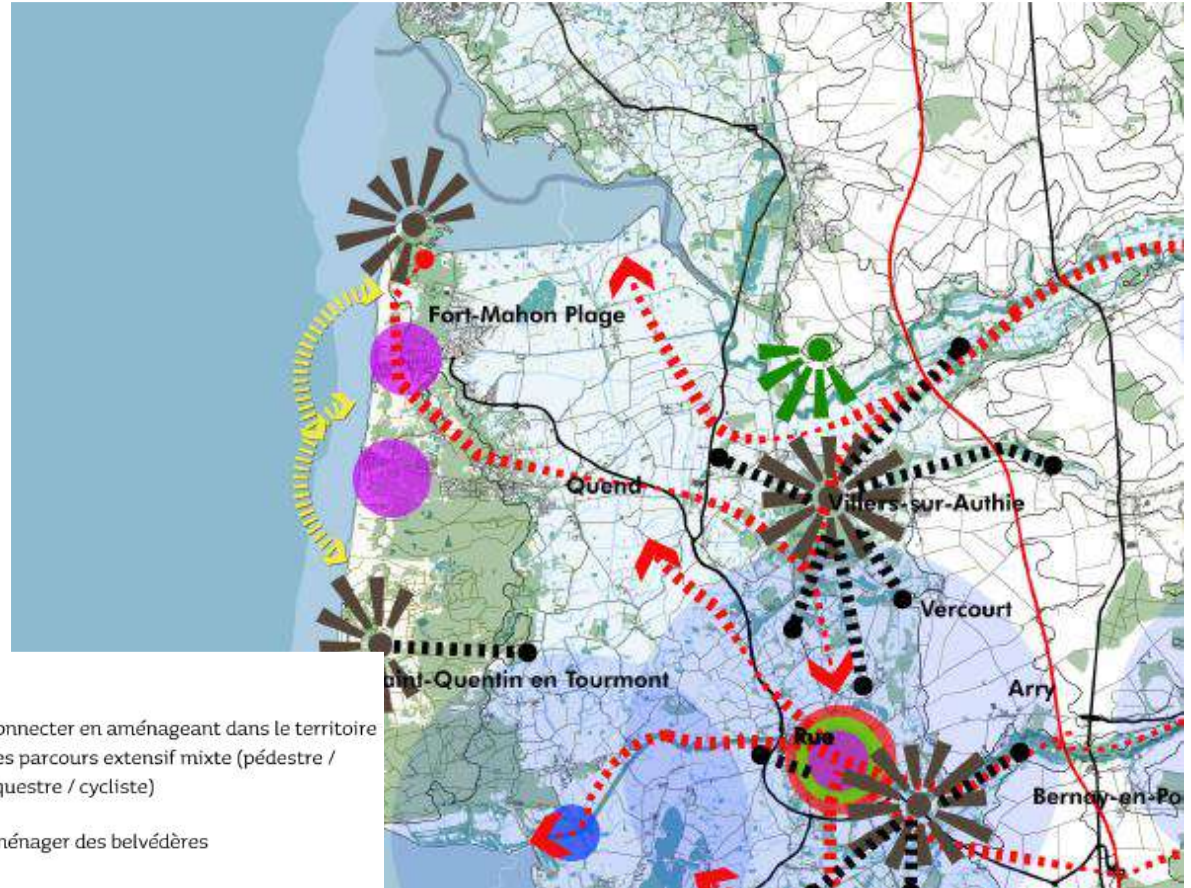 Fort-Mahon Plage
Quend
Villers-sur-Authie
Vercourt
aint-Quentin en Tourmont
Arry
Rue
Bernay-en-Po
onnecter en aménageant dans le territoire
es parcours extensif mixte (pédestre /
questre / cycliste)
ménager des belvédères